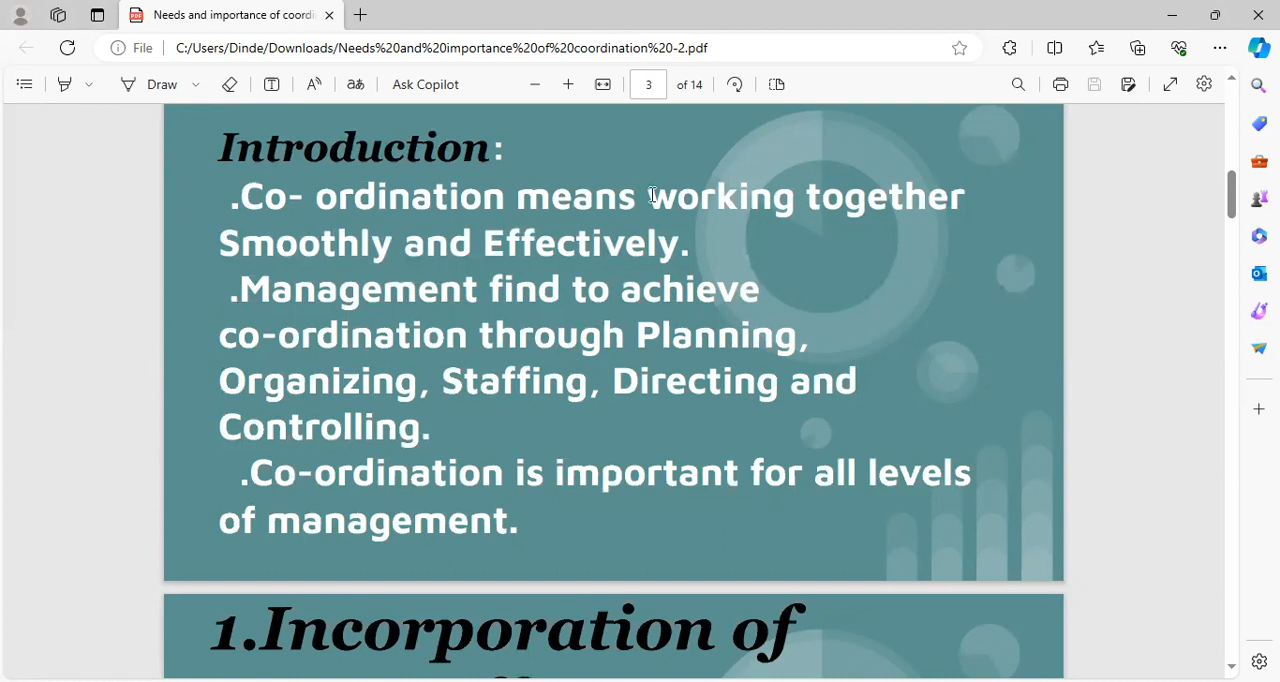 Needs and importance of coordi
File
C:/Users/Dinde/Downloads/Needs%20and%20importance%20of%20coordination%20-2.pdf
Draw
aあ
Ask Copilot
3
of 14
Introduction:
.Co- ordination means working together
Smoothly and Effectively.
.Management find to achieve
co-ordination through Planning,
Organizing, Staffing, Directing and
Controlling.
.Co-ordination is important for all levels
of management.
1.Incorporation of